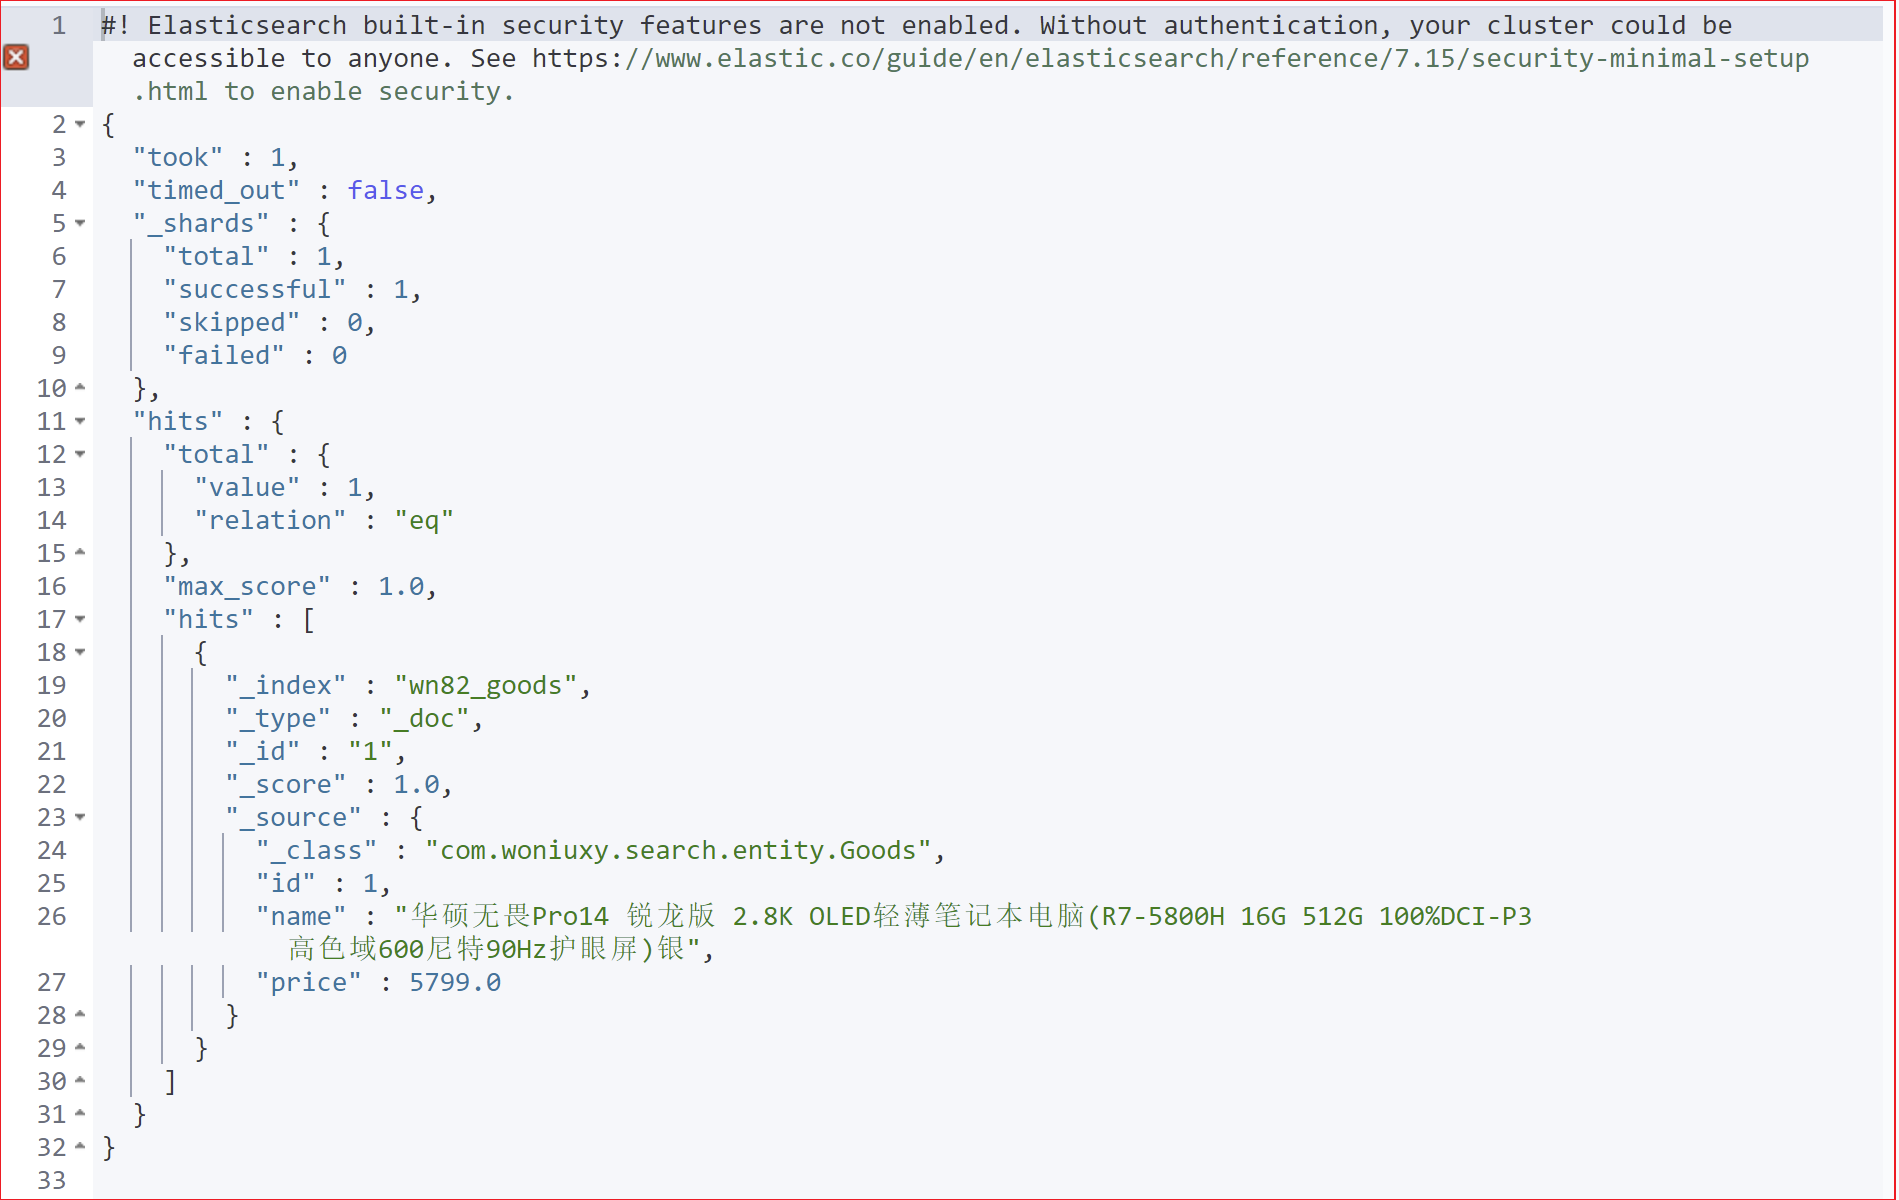 1 #! Elasticsearch built-in security features are not enabled. Without authentication, your cluster could be
accessible to anyone. See https://www.elastic.co/guide/en/elasticsearch/reference/7.15/security-minimal-setup
.html to enable security.
2 {
3 "took" : 1,
4 "timed_out" : false,
5 "_shards" : {
6 "total" : 1,
7 "successful" : 1,
8 "skipped" : 0,
9 "failed" : 0
10 },
11 "hits" : {
12 "total" : {
13 "value" : 1,
14 "relation" : "eq"
15 },
16 "max_score" : 1.0,
17 "hits" : [
18 {
19 "_index" : "wn82_goods",
20 "_type" : "_doc",
21 "_id" : "1",
22 "_score" : 1.0,
23 "_source" : {
24 "_class" : "com.woniuxy.search.entity.Goods",
25 "id" : 1,
26 "name" : "华硕无畏Pro14 锐龙版 2.8K OLED轻薄笔记本电脑(R7-5800H 16G 512G 100%DCI-P3
高色域600尼特90Hz护眼屏)银",
27 "price" : 5799.0
28 }
29 }
30 ]
31 }
32 }
33